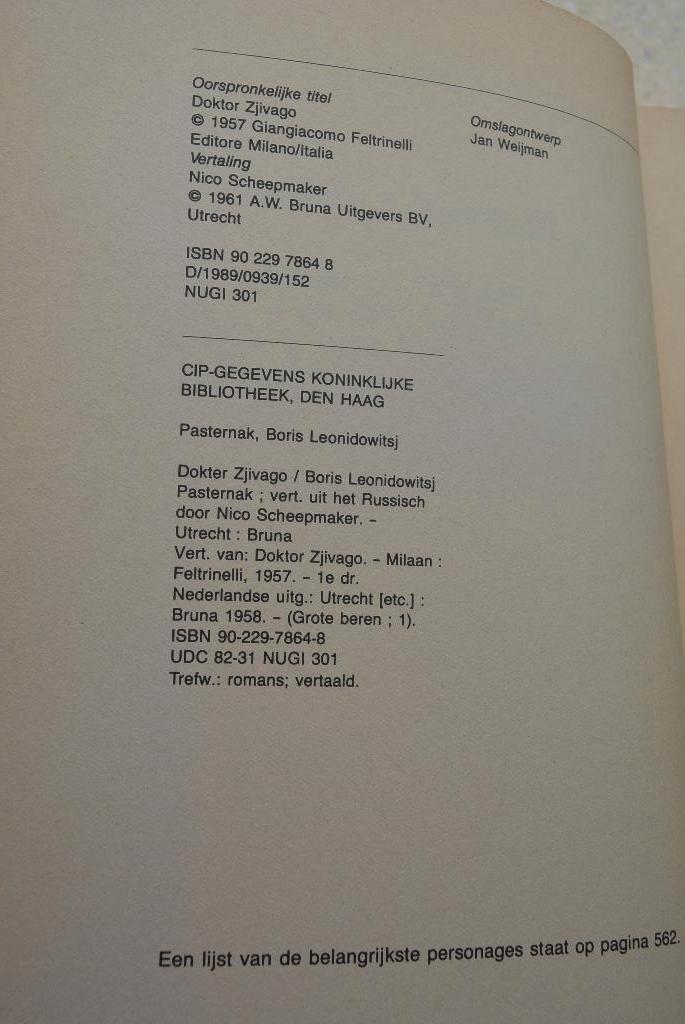 Oorspronkelijke titel
Doktor Zjivago
© 1957 Giangiacomo Feltrinelli
Editore Milano/Italia
Vertaling
Nico Scheepmaker
© 1961 A.W. Bruna Uitgevers BV,
Utrecht
Omslagontwerp
Jan Weijman
ISBN 90 229 7864 8
D/1989/0939/152
NUGI 301
CIP-GEGEVENS KONINKLIJKE
BIBLIOTHEEK, DEN HAAG
Pasternak, Boris Leonidowitsj
Dokter Zjivago / Boris Leonidowitsj
Pasternak ; vert. uit het Russisch
door Nico Scheepmaker. –
Utrecht : Bruna
Vert. van: Doktor Zjivago. – Milaan :
Feltrinelli, 1957. – 1e dr.
Nederlandse uitg.: Utrecht [etc.] :
Bruna 1958. – (Grote beren ; 1).
ISBN 90-229-7864-8
UDC 82-31 NUGI 301
Trefw.: romans; vertaald.
Een lijst van de belangrijkste personages staat op pagina 562.